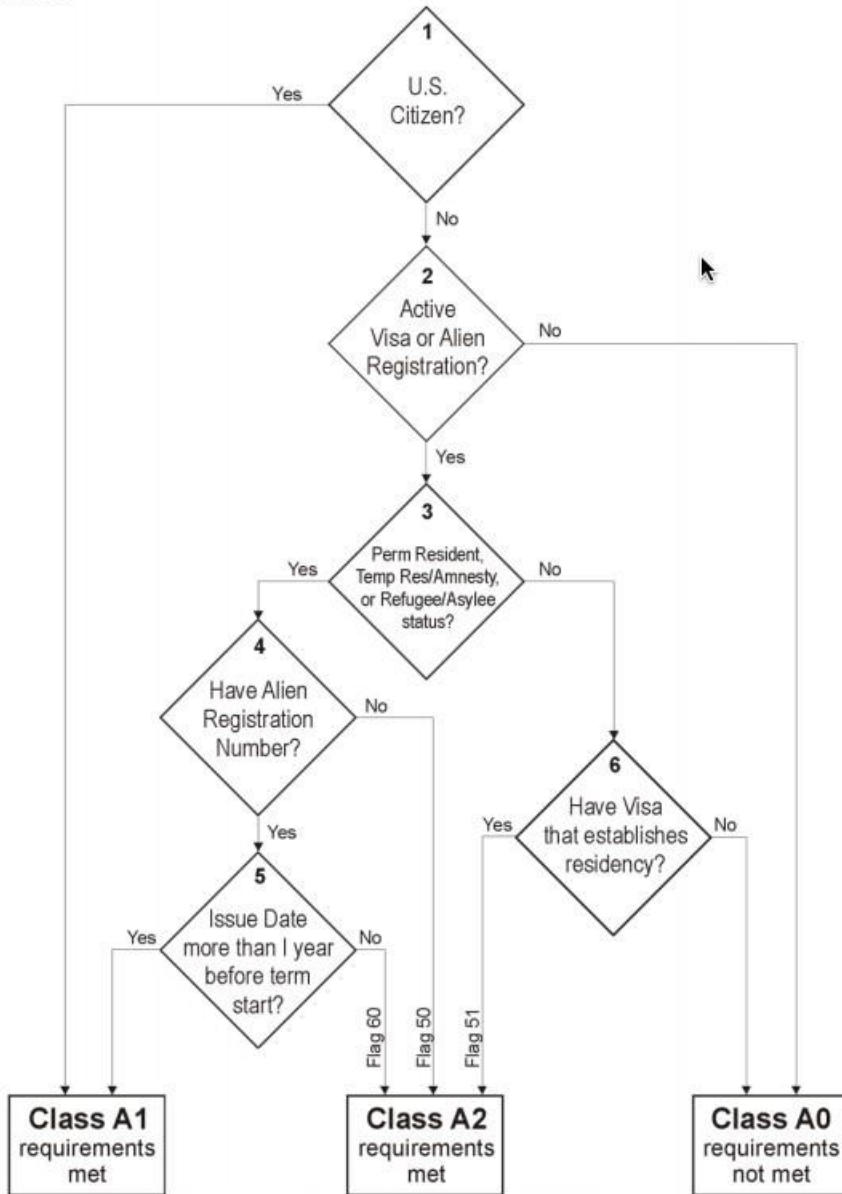 1
U.S.
Citizen?
Yes
No
2
Active
Visa or Alien
Registration?
No
Yes
3
Perm Resident,
Temp Res/Amnesty,
or Refugee/Asylee
status?
Yes
No
4
Have Alien
Registration
Number?
No
Yes
6
Have Visa
that establishes
residency?
Yes
No
5
Issue Date
more than I year
before term
start?
Yes
No
Flag 60
Flag 50
Flag 51
Class A1
requirements
met
Class A2
requirements
met
Class A0
requirements
not met